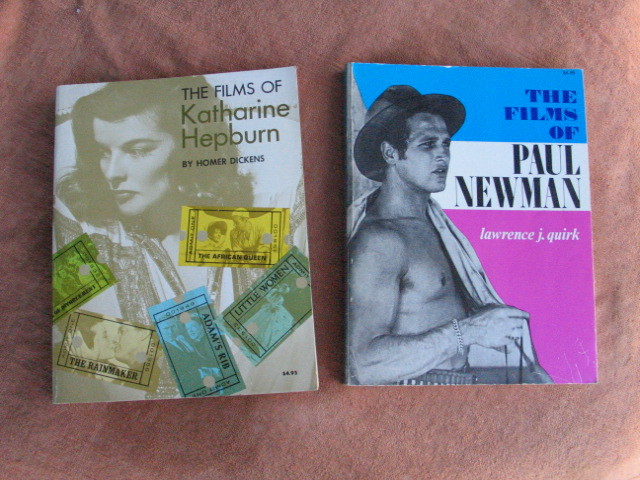 THE FILMS OF
Katharine
Hepburn
BY HOMER DICKENS
THE AFRICAN QUEEN
LITTLE WOMEN
ADAM'S RIB
THE RAINMAKER
$4.95
THE
FILMS
OF
PAUL
NEWMAN
lawrence j. quirk